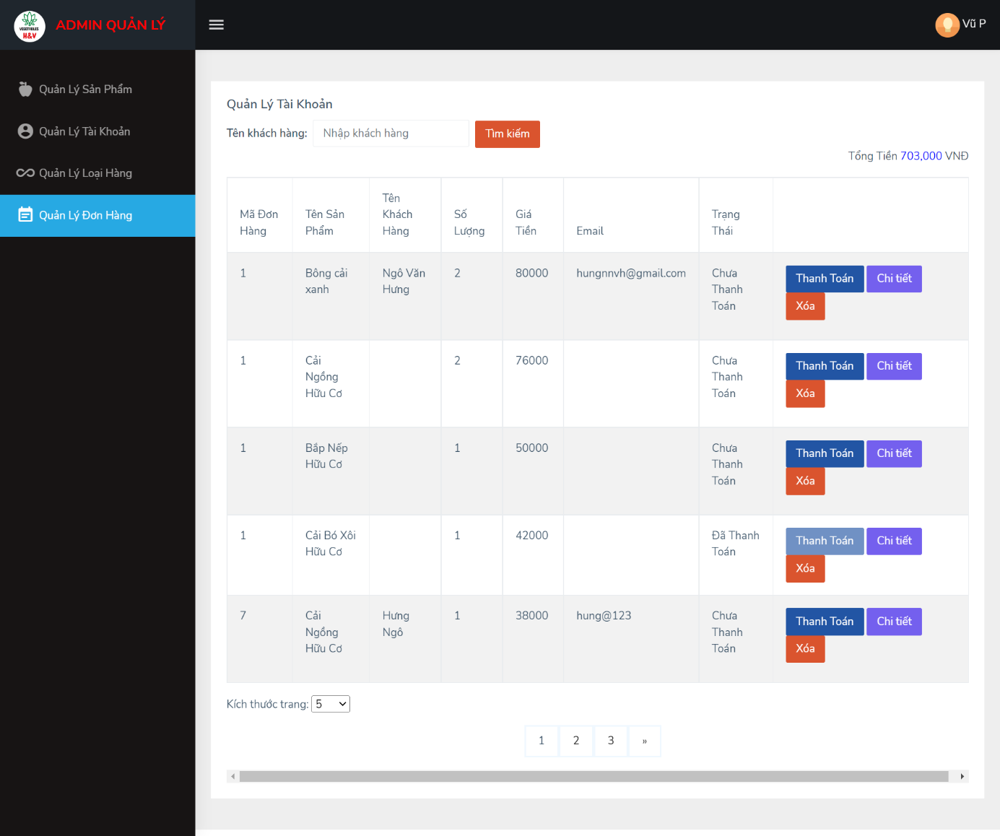 VEGETABLES
H&V
ADMIN QUẢN LÝ
Vũ P
Quản Lý Sản Phẩm
Quản Lý Tài Khoản
Quản Lý Loại Hàng
Quản Lý Đơn Hàng
Quản Lý Tài Khoản
Tên khách hàng: Nhập khách hàng Tìm kiếm
Tổng Tiền 703,000 VNĐ
Mã Đơn Hàng Tên Sản Phẩm Tên Khách Hàng Số Lượng Giá Tiền Email Trạng Thái
1 Bông cải xanh Ngô Văn Hưng 2 80000 hungnnvh@gmail.com Chưa Thanh Toán Thanh Toán Chi tiết Xóa
1 Cải Ngồng Hữu Cơ 2 76000 Chưa Thanh Toán Thanh Toán Chi tiết Xóa
1 Bắp Nếp Hữu Cơ 1 50000 Chưa Thanh Toán Thanh Toán Chi tiết Xóa
1 Cải Bó Xôi Hữu Cơ 1 42000 Đã Thanh Toán Thanh Toán Chi tiết Xóa
7 Cải Ngồng Hữu Cơ Hưng Ngô 1 38000 hung@123 Chưa Thanh Toán Thanh Toán Chi tiết Xóa
Kích thước trang: 5
1 2 3 »